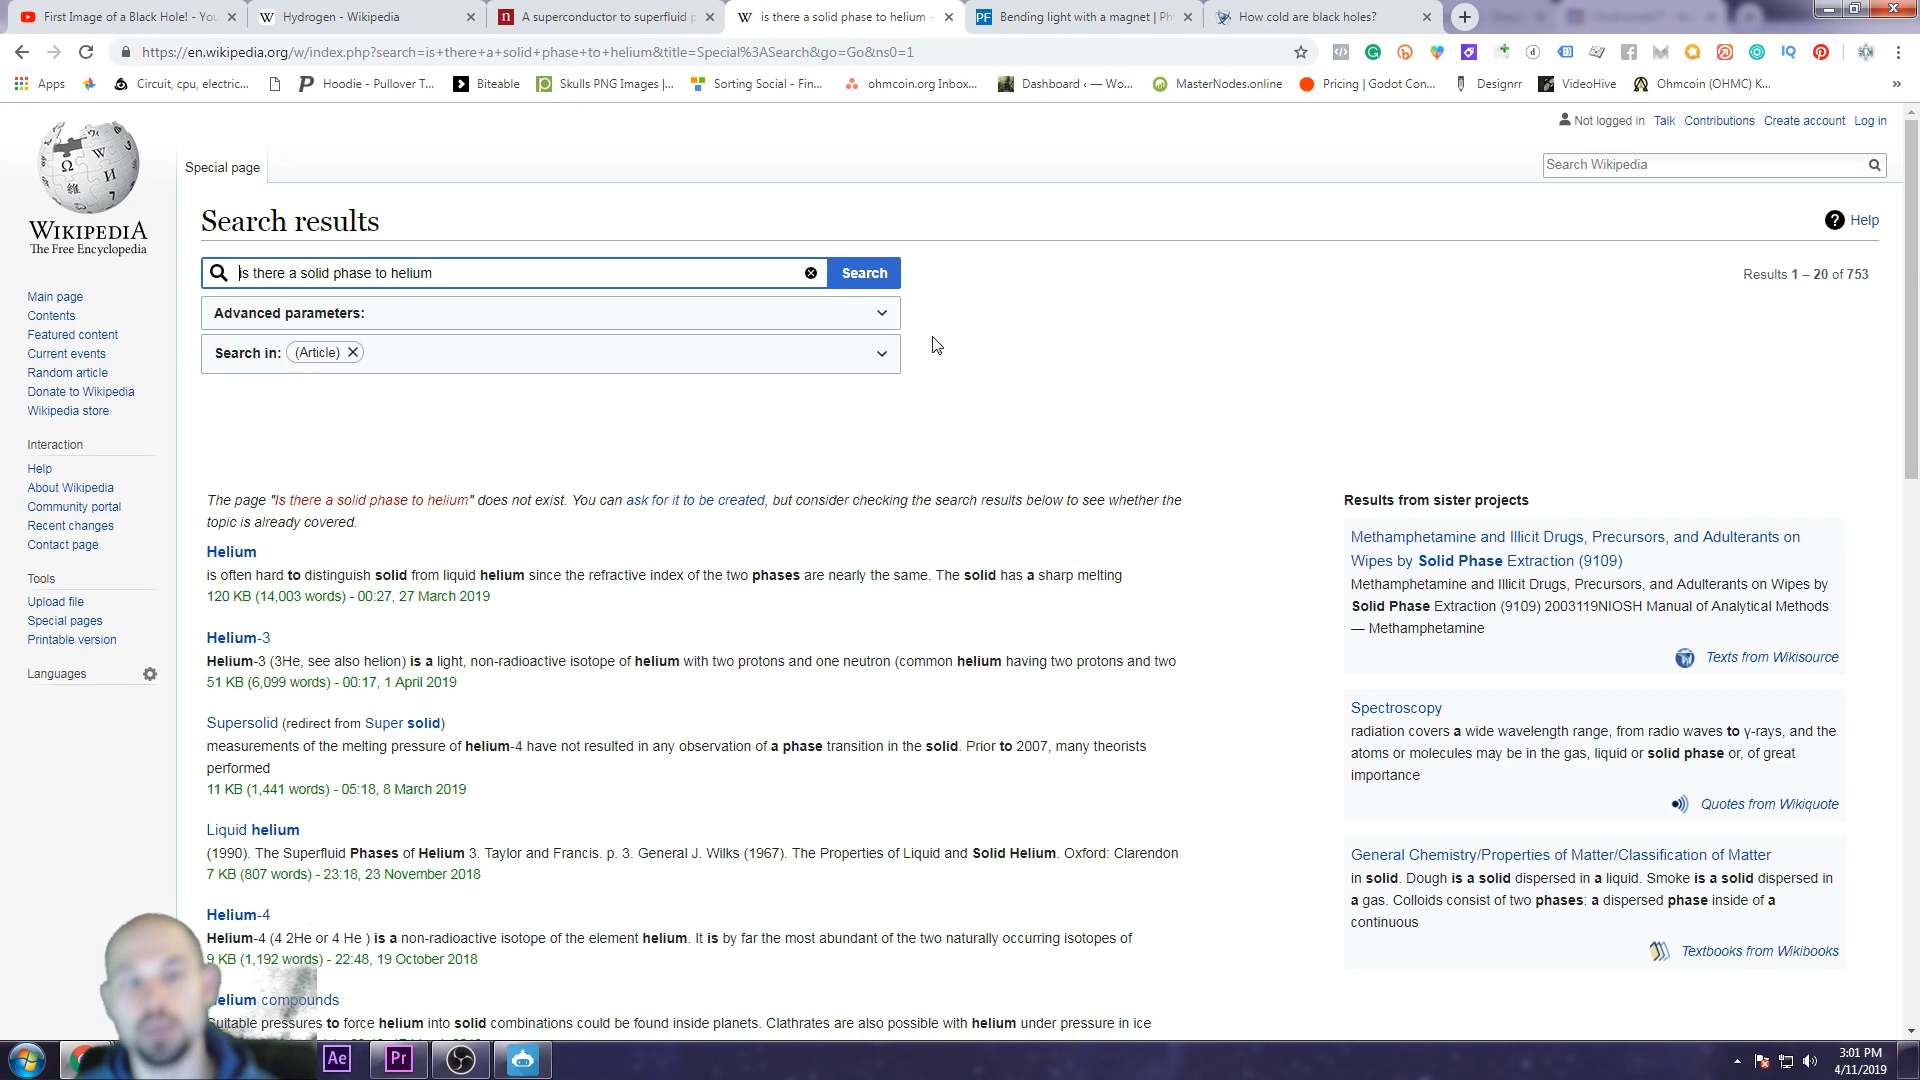 First Image of a Black Hole! - You
Hydrogen - Wikipedia
A superconductor to superfluid p
is there a solid phase to helium -
Bending light with a magnet | Ph
How cold are black holes?
https://en.wikipedia.org/w/index.php?search=is+there+a+solid+phase+to+helium&title=Special%3ASearch&go=Go&ns0=1
Apps
Circuit, cpu, electric...
Hoodie - Pullover T...
Biteable
Skulls PNG Images |...
Sorting Social - Fin...
ohmcoin.org Inbox...
Dashboard ‹ — Wo...
MasterNodes.online
Pricing | Godot Con...
Designrr
VideoHive
Ohmcoin (OHMC) K...
Not logged in Talk Contributions Create account Log in
Special page
Search Wikipedia
WIKIPEDIA
The Free Encyclopedia
Search results
Help
is there a solid phase to helium
Search
Results 1 – 20 of 753
Advanced parameters:
Search in: (Article)
Main page
Contents
Featured content
Current events
Random article
Donate to Wikipedia
Wikipedia store
Interaction
Help
About Wikipedia
Community portal
Recent changes
Contact page
Tools
Upload file
Special pages
Printable version
Languages
The page "Is there a solid phase to helium" does not exist. You can ask for it to be created, but consider checking the search results below to see whether the
topic is already covered.
Helium
is often hard to distinguish solid from liquid helium since the refractive index of the two phases are nearly the same. The solid has a sharp melting
120 KB (14,003 words) - 00:27, 27 March 2019
Helium-3
Helium-3 (3He, see also helion) is a light, non-radioactive isotope of helium with two protons and one neutron (common helium having two protons and two
51 KB (6,099 words) - 00:17, 1 April 2019
Supersolid (redirect from Super solid)
measurements of the melting pressure of helium-4 have not resulted in any observation of a phase transition in the solid. Prior to 2007, many theorists
performed
11 KB (1,441 words) - 05:18, 8 March 2019
Liquid helium
(1990). The Superfluid Phases of Helium 3. Taylor and Francis. p. 3. General J. Wilks (1967). The Properties of Liquid and Solid Helium. Oxford: Clarendon
7 KB (807 words) - 23:18, 23 November 2018
Helium-4
Helium-4 (4 2He or 4 He ) is a non-radioactive isotope of the element helium. It is by far the most abundant of the two naturally occurring isotopes of
9 KB (1,192 words) - 22:48, 19 October 2018
Helium compounds
Suitable pressures to force helium into solid combinations could be found inside planets. Clathrates are also possible with helium under pressure in ice
Results from sister projects
Methamphetamine and Illicit Drugs, Precursors, and Adulterants on
Wipes by Solid Phase Extraction (9109)
Methamphetamine and Illicit Drugs, Precursors, and Adulterants on Wipes by
Solid Phase Extraction (9109) 2003119NIOSH Manual of Analytical Methods
— Methamphetamine
Texts from Wikisource
Spectroscopy
radiation covers a wide wavelength range, from radio waves to γ-rays, and the
atoms or molecules may be in the gas, liquid or solid phase or, of great
importance
Quotes from Wikiquote
General Chemistry/Properties of Matter/Classification of Matter
in solid. Dough is a solid dispersed in a liquid. Smoke is a solid dispersed in
a gas. Colloids consist of two phases: a dispersed phase inside of a
continuous
Textbooks from Wikibooks
Ae
Pr
3:01 PM
4/11/2019